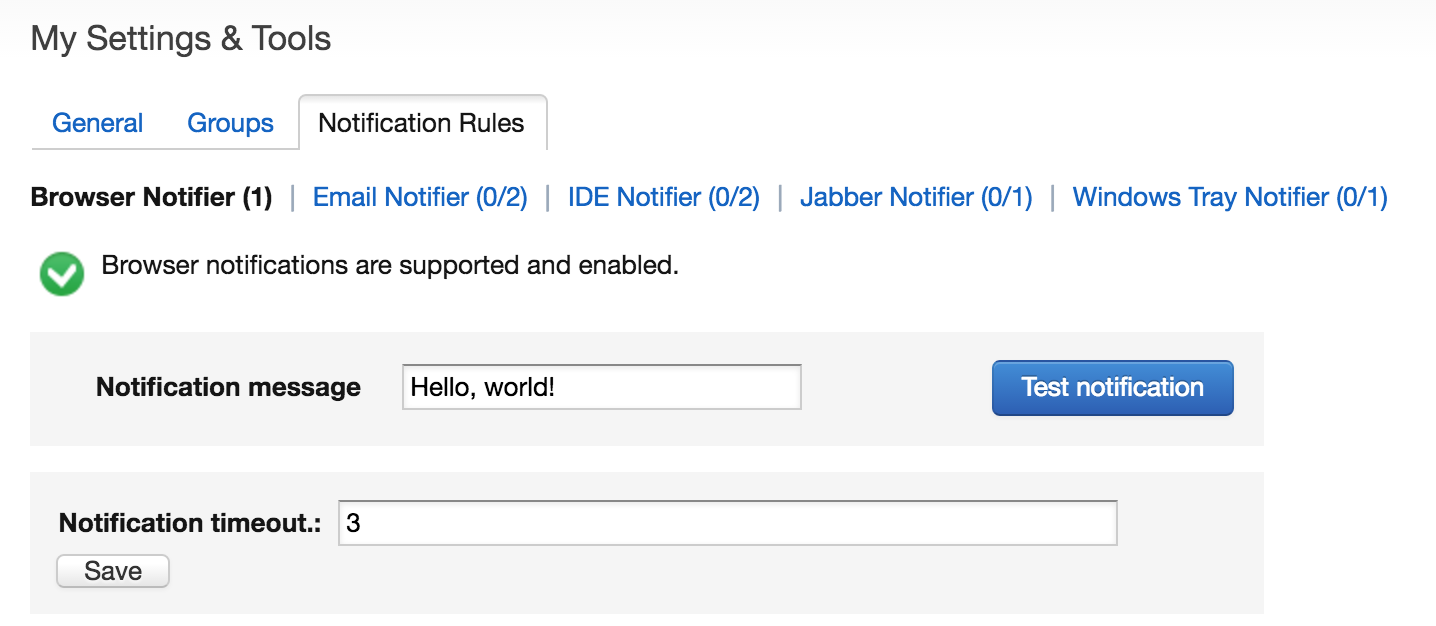 My Settings & Tools
General Groups Notification Rules
Browser Notifier (1) | Email Notifier (0/2) | IDE Notifier (0/2) | Jabber Notifier (0/1) | Windows Tray Notifier (0/1)
Browser notifications are supported and enabled.
Notification message Hello, world! Test notification
Notification timeout.: 3
Save